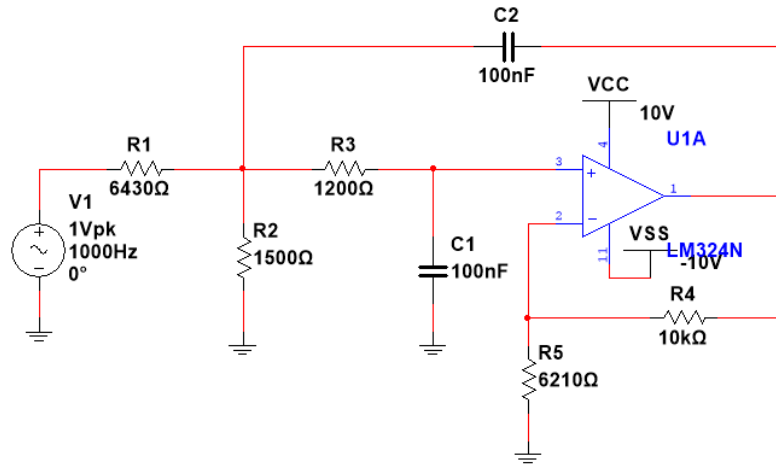 C2
100nF
VCC
10V
U1A
R1
6430Ω
R3
1200Ω
4
3
1
2
11
V1
1Vpk
1000Hz
0°
R2
1500Ω
C1
100nF
VSS
LM324N
-10V
R4
10kΩ
R5
6210Ω